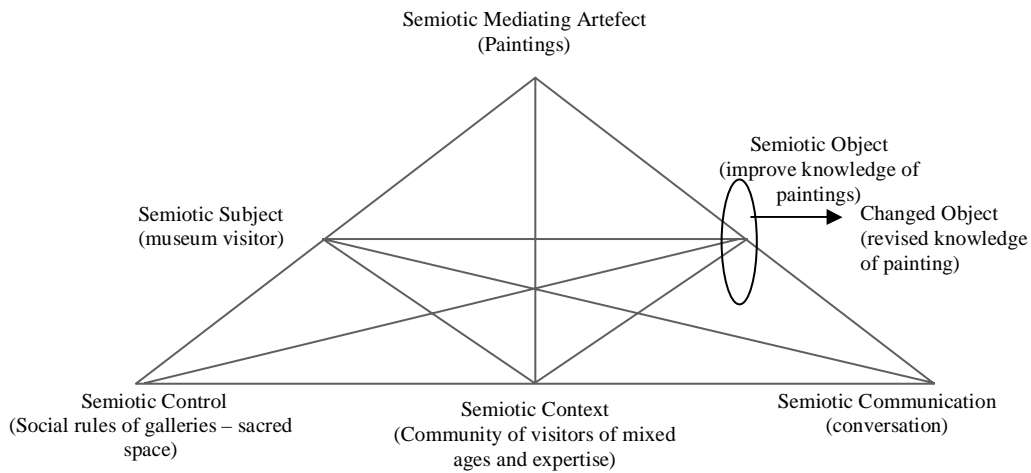 Semiotic Mediating Artefect
(Paintings)
Semiotic Object
(improve knowledge of
paintings)
Semiotic Subject
(museum visitor)
Changed Object
(revised knowledge
of painting)
Semiotic Control
(Social rules of galleries – sacred
space)
Semiotic Context
(Community of visitors of mixed
ages and expertise)
Semiotic Communication
(conversation)